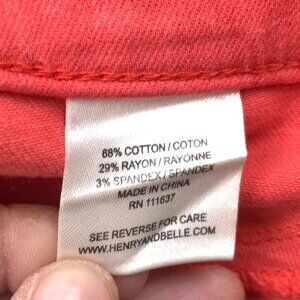 68% COTTON / COTON
29% RAYON / RAYONNE
3% SPANDEX / SPANDEX
MADE IN CHINA
RN 111637
SEE REVERSE FOR CARE
WWW.HENRYANDBELLE.COM